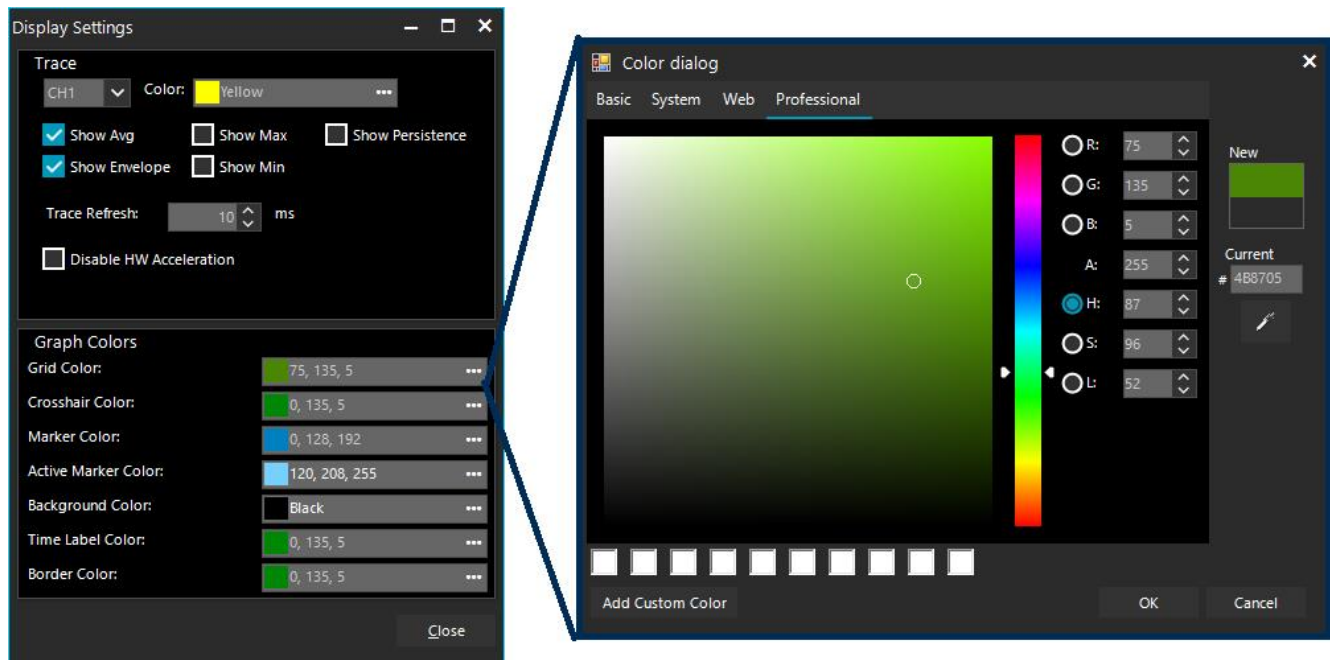 Display Settings
Trace
CH1 Color: Yellow •••
Show Avg Show Max Show Persistence
Show Envelope Show Min
Trace Refresh: 10 ms
Disable HW Acceleration
Graph Colors
Grid Color: 75, 135, 5 •••
Crosshair Color: 0, 135, 5 •••
Marker Color: 0, 128, 192 •••
Active Marker Color: 120, 208, 255 •••
Background Color: Black •••
Time Label Color: 0, 135, 5 •••
Border Color: 0, 135, 5 •••
Close
Color dialog
Basic System Web Professional
R: 75
G: 135
B: 5
A: 255
H: 87
S: 96
L: 52
New
Current
# 4B8705
Add Custom Color OK Cancel